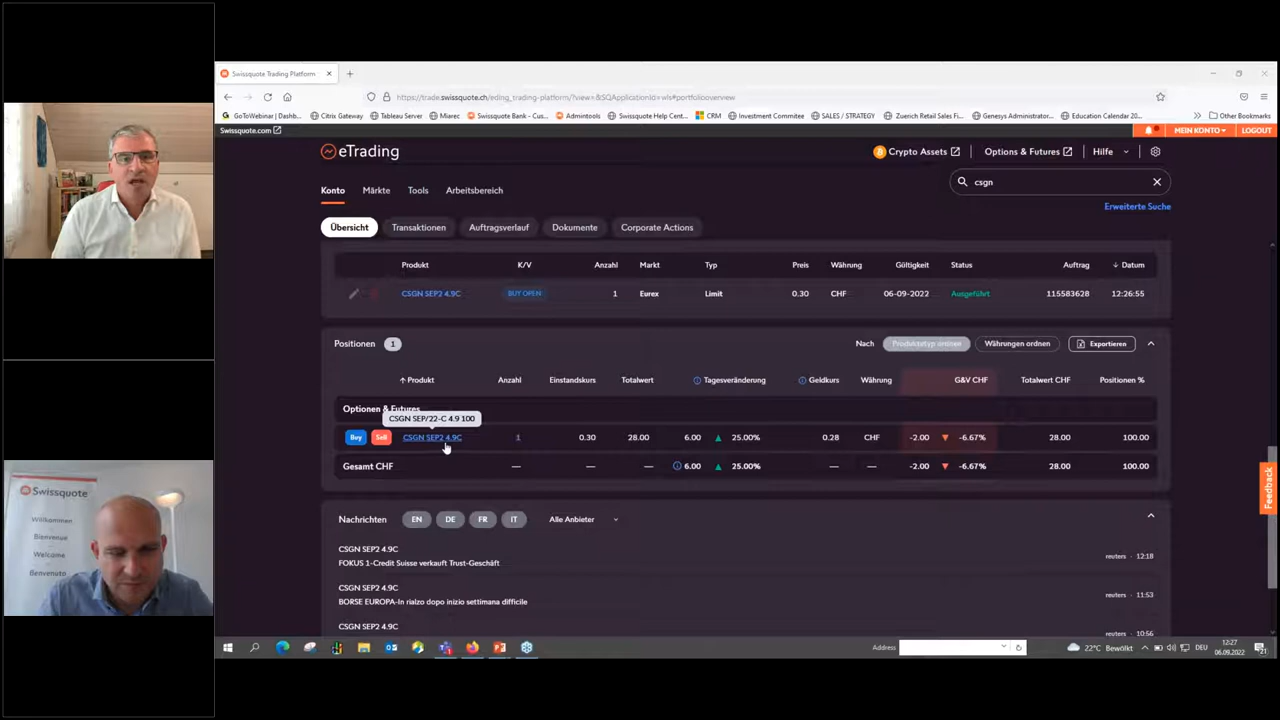 Swissquote
Willkommen
Bienvenue
Welcome
Benvenuto
Swissquote Trading Platform
https://trade.swissquote.ch/
GoToWebinar | Dashb... Citrix Gateway Tableau Server Miarec Swissquote Bank - Cus... Admintools Swissquote Help Cent... CRM Investment Commitee SALES / STRATEGY Zuerich Retail Sales Fi... Genesys_Administrat... Education Calendar 20... Other Bookmarks
Swissquote.com MEIN KONTO LOGOUT
eTrading Crypto Assets Options & Futures Hilfe
csgn
Konto Märkte Tools Arbeitsbereich
Erweiterte Suche
Übersicht Transaktionen Auftragsverlauf Dokumente Corporate Actions
Produkt K/V Anzahl Markt Typ Preis Währung Gültigkeit Status Auftrag Datum
CSGN SEP2 4.9C BUY OPEN 1 Eurex Limit 0.30 CHF 06-09-2022 Ausgeführt 115583628 12:26:55
Positionen 1 Nach Produktetyp ordnen Währungen ordnen Exportieren
Produkt Anzahl Einstandskurs Totalwert Tagesveränderung Geldkurs Währung G&V CHF Totalwert CHF Positionen %
Optionen & Futures
CSGN SEP/22-C 4.9 100
Buy Sell CSGN SEP2 4.9C 1 0.30 28.00 6.00 25.00% 0.28 CHF -2.00 -6.67% 28.00 100.00
Gesamt CHF — — — 6.00 25.00% — — -2.00 -6.67% 28.00 100.00
Nachrichten EN DE FR IT Alle Anbieter
CSGN SEP2 4.9C
FOKUS 1-Credit Suisse verkauft Trust-Geschäft reuters - 12:18
CSGN SEP2 4.9C
BORSE EUROPA-In rialzo dopo inizio settimana difficile reuters - 11:53
CSGN SEP2 4.9C
reuters - 10:56
Feedback
Address 22°C Bewölkt DEU 12:27
06.09.2022